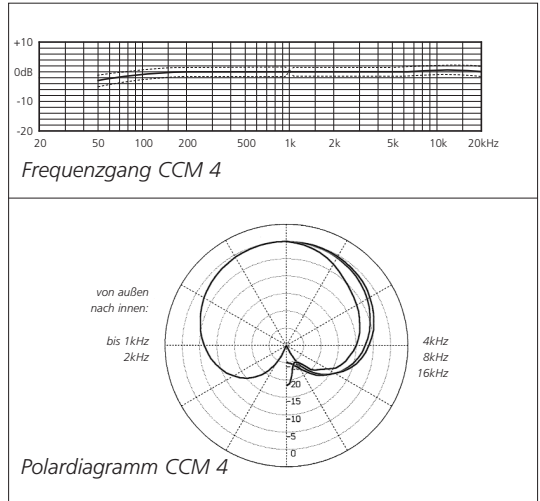 +10
0dB
-10
-20
20 50 100 200 500 1k 2k 5k 10k 20kHz
Frequenzgang CCM 4
von außen
nach innen:
bis 1kHz
2kHz
4kHz
8kHz
16kHz
-20
-15
-10
-5
0
Polardiagramm CCM 4